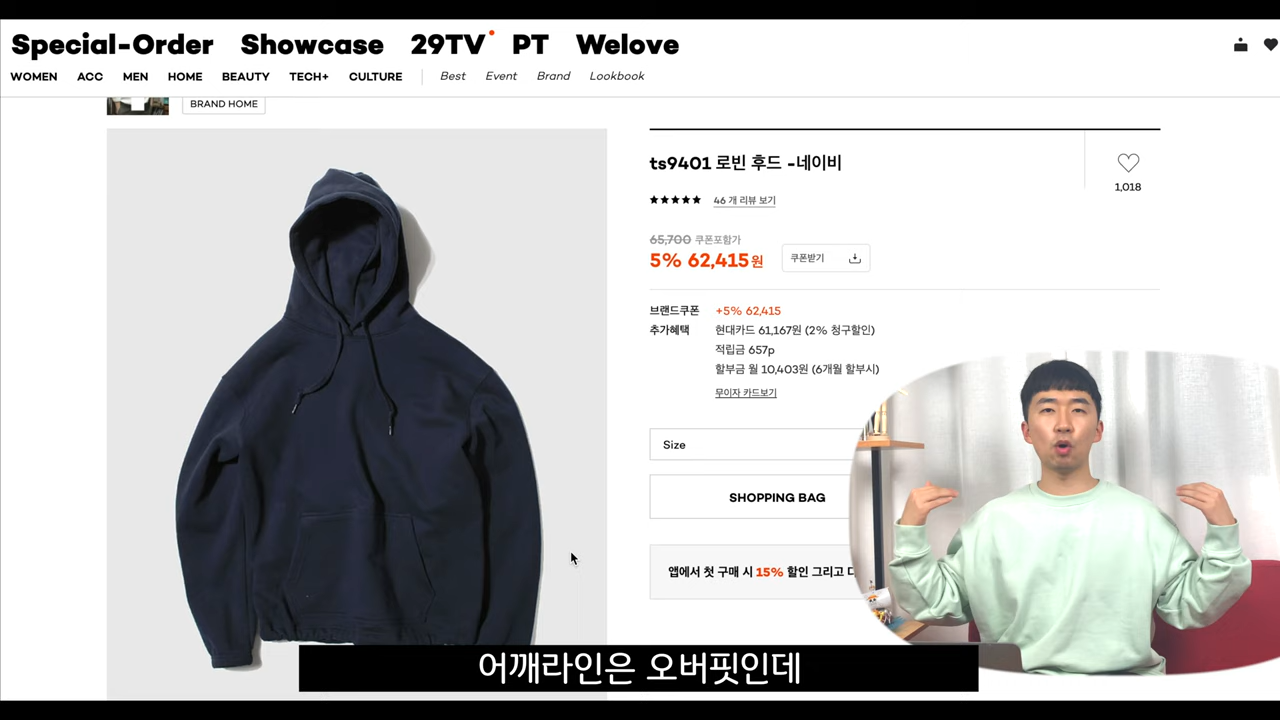 Special-Order Showcase 29TV PT Welove
WOMEN ACC MEN HOME BEAUTY TECH+ CULTURE Best Event Brand Lookbook
BRAND HOME
ts9401 로빈 후드 -네이비
1,018
46 개 리뷰 보기
65,700 쿠폰포함가
5% 62,415원
쿠폰받기
브랜드쿠폰 +5% 62,415
추가혜택 현대카드 61,167원 (2% 청구할인)
적립금 657p
할부금 월 10,403원 (6개월 할부시)
무이자 카드보기
Size
SHOPPING BAG
앱에서 첫 구매 시 15% 할인 그리고
어깨라인은 오버핏인데